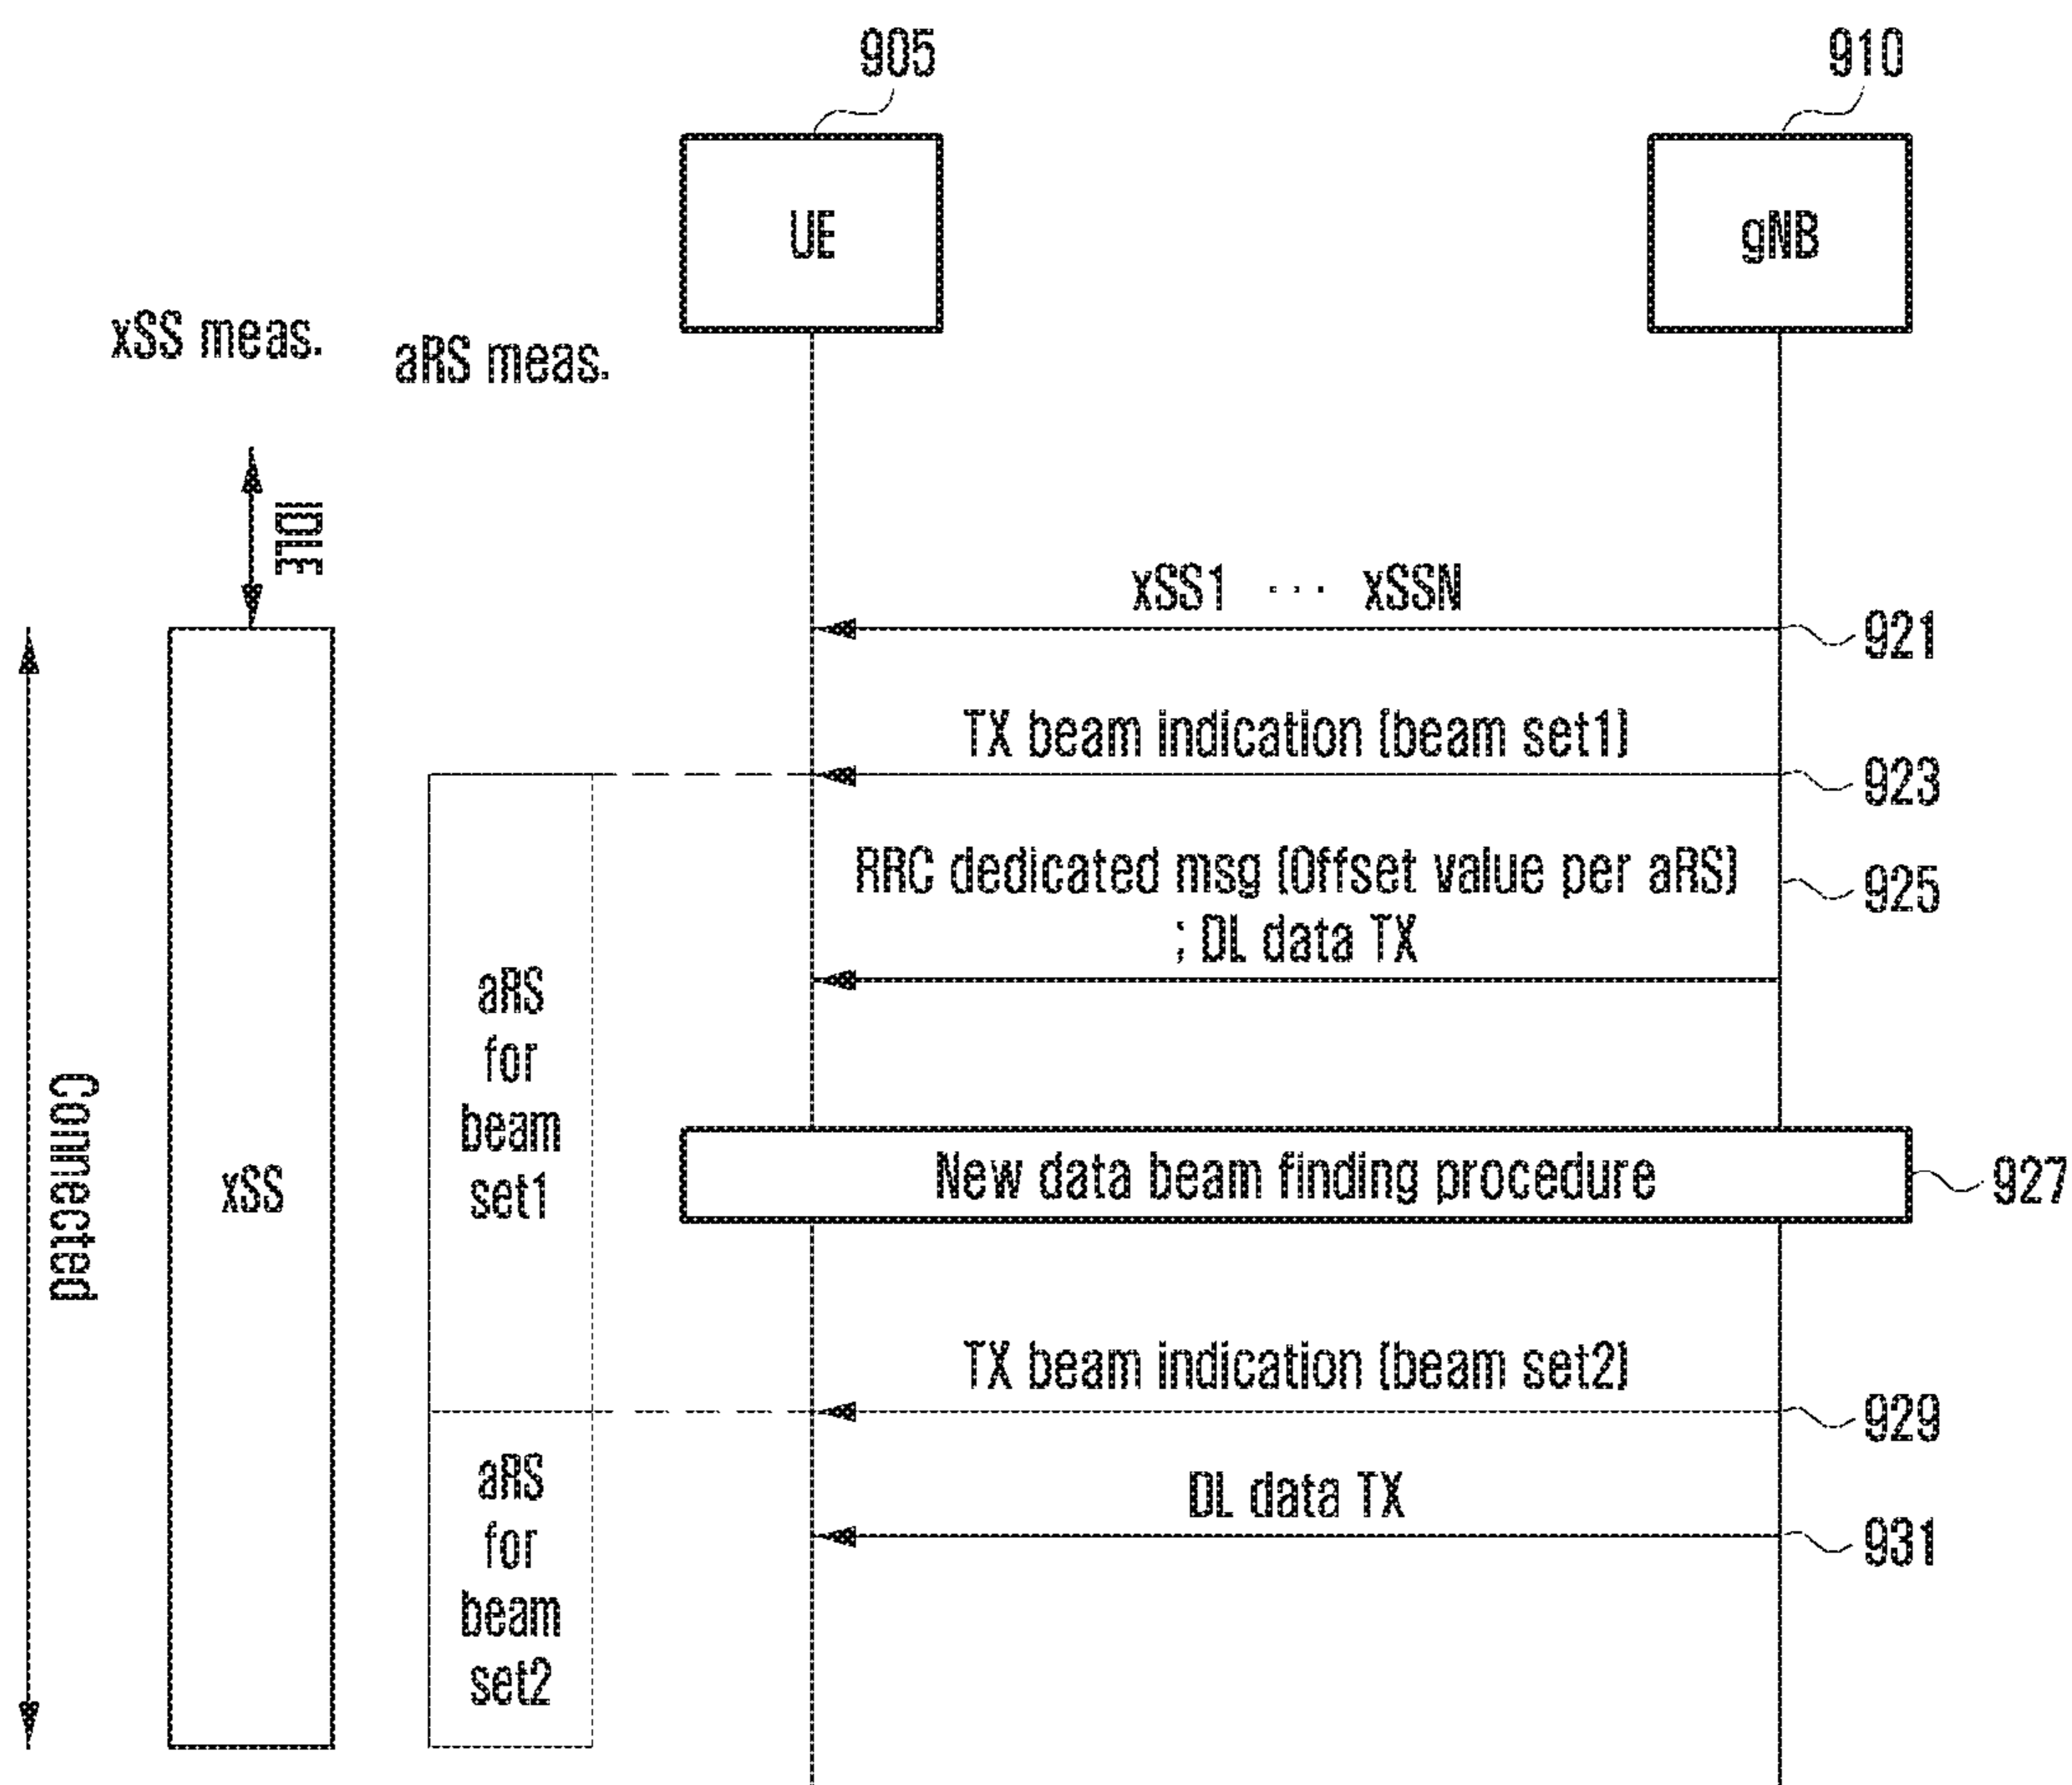 905
910
UE
gNB
xSS meas.
aRS meas.
IDLE
xSS1 ··· xSSN
921
TX beam indication (beam set1)
923
RRC dedicated msg (Offset value per aRS)
; DL data TX
925
aRS
for
beam
set1
Connected
xSS
New data beam finding procedure
927
TX beam indication (beam set2)
929
aRS
for
beam
set2
DL data TX
931